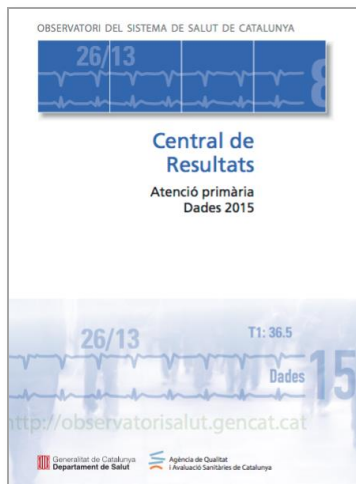 OBSERVATORI DEL SISTEMA DE SALUT DE CATALUNYA
26/13
8
Central de
Resultats
Atenció primària
Dades 2015
26/13
T1: 36.5
Dades 15
http://observatorisalut.gencat.cat
Generalitat de Catalunya
Departament de Salut
Agència de Qualitat
i Avaluació Sanitàries de Catalunya